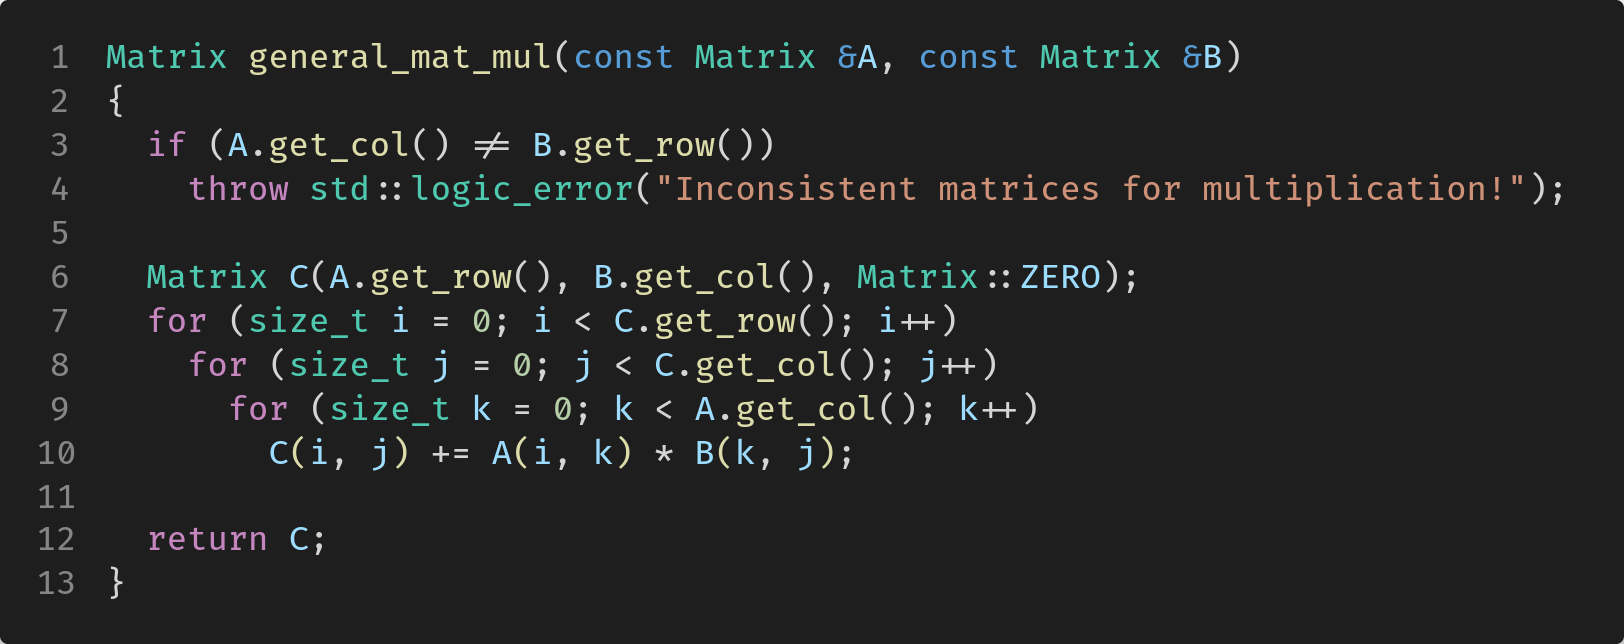 1 Matrix general_mat_mul(const Matrix &A, const Matrix &B)
2 {
3   if (A.get_col() != B.get_row())
4     throw std::logic_error("Inconsistent matrices for multiplication!");
5
6   Matrix C(A.get_row(), B.get_col(), Matrix::ZERO);
7   for (size_t i = 0; i < C.get_row(); i++)
8     for (size_t j = 0; j < C.get_col(); j++)
9       for (size_t k = 0; k < A.get_col(); k++)
10         C(i, j) += A(i, k) * B(k, j);
11
12   return C;
13 }